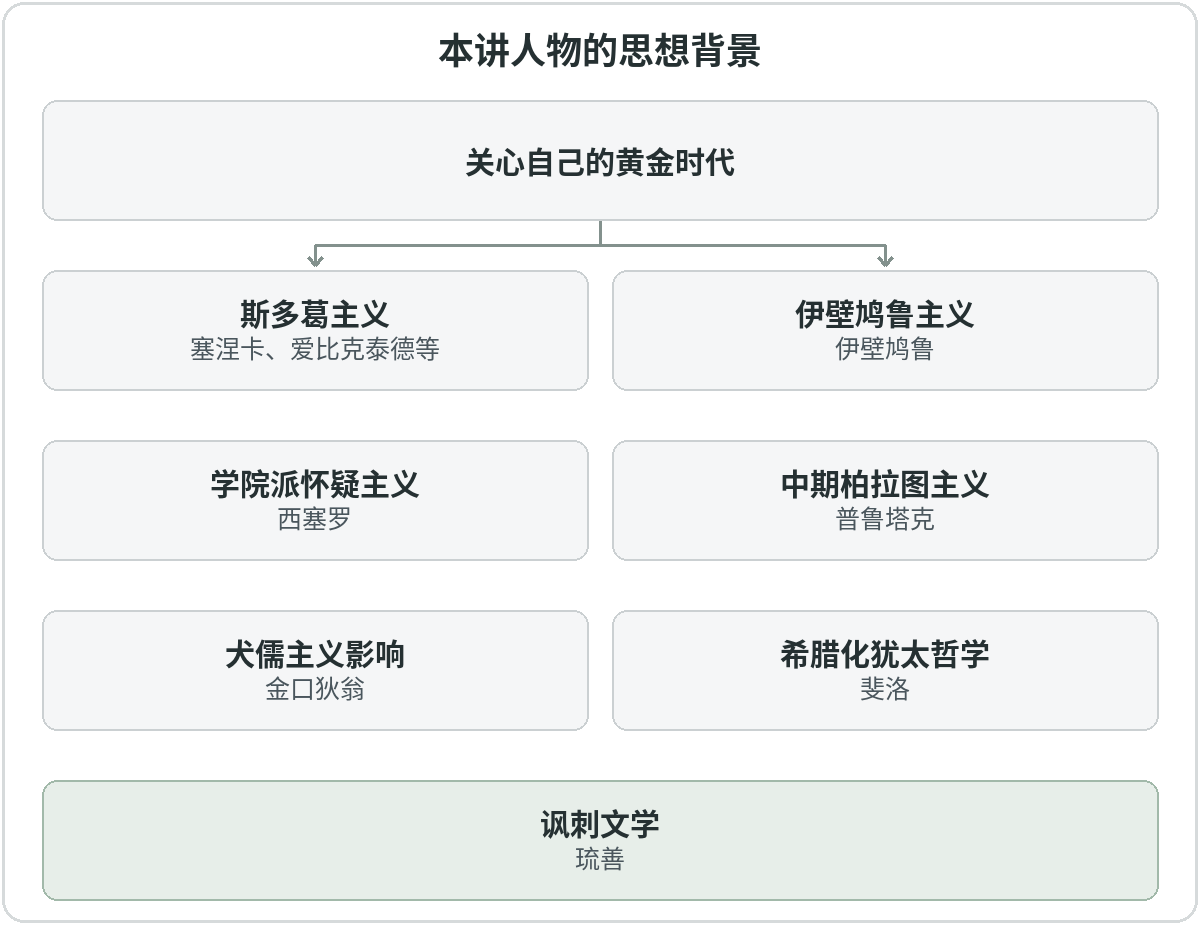 本讲人物的思想背景
关心自己的黄金时代
斯多葛主义
塞涅卡、爱比克泰德等
伊壁鸠鲁主义
伊壁鸠鲁
学院派怀疑主义
西塞罗
中期柏拉图主义
普鲁塔克
犬儒主义影响
金口狄翁
希腊化犹太哲学
斐洛
讽刺文学
琉善